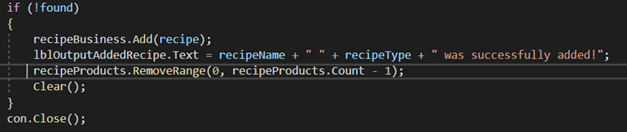 if (!found)
{
recipeBusiness.Add(recipe);
lblOutputAddedRecipe.Text = recipeName + " " + recipeType + " was successfully added!";
recipeProducts.RemoveRange(0, recipeProducts.Count - 1);
Clear();
}
con.Close();